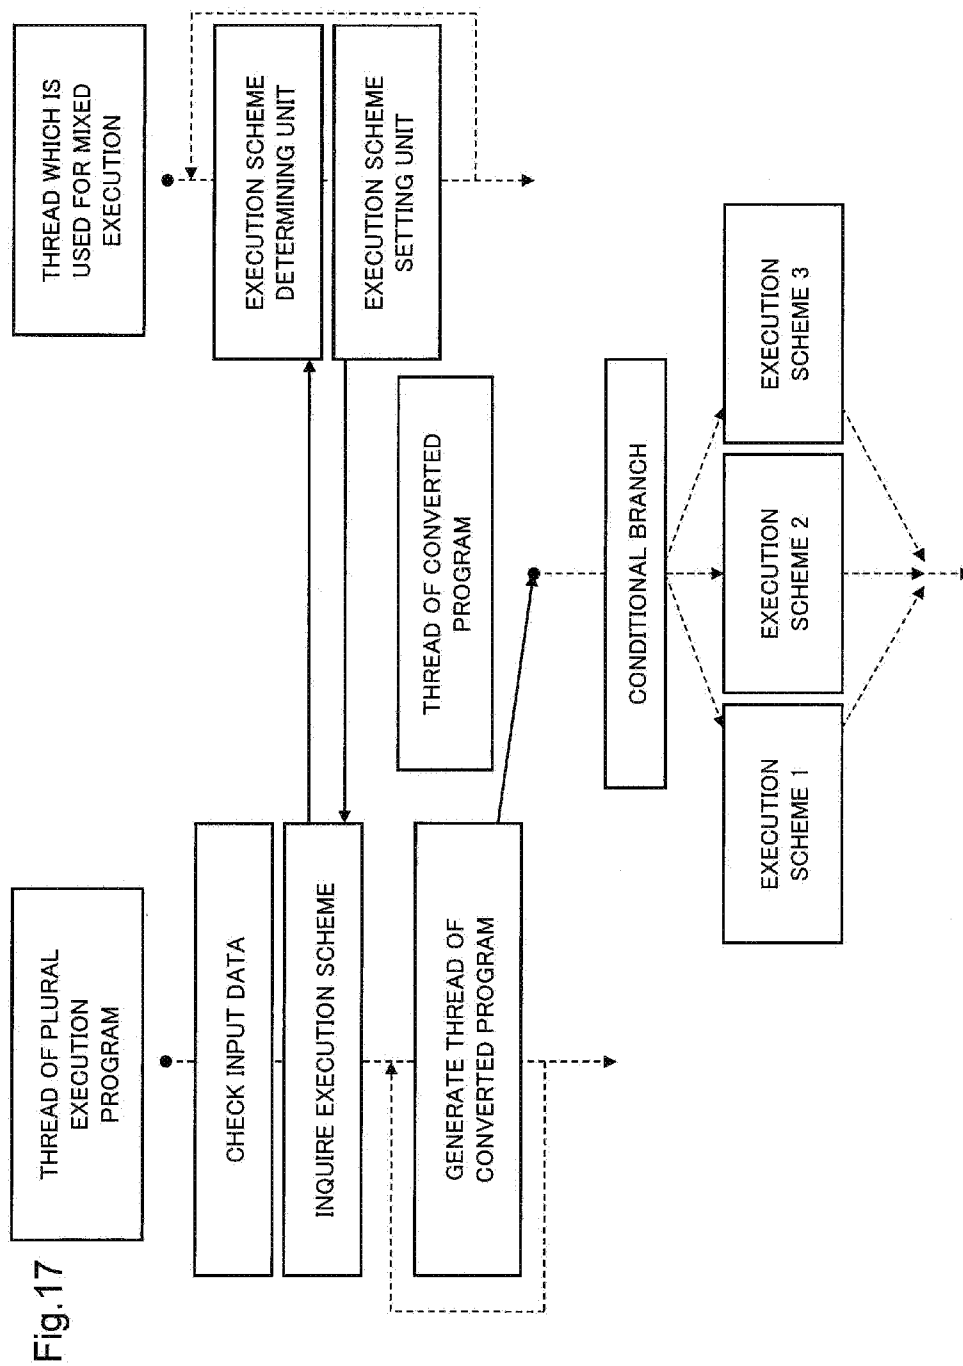 Fig.17
THREAD OF PLURAL
EXECUTION
PROGRAM
CHECK INPUT DATA
INQUIRE EXECUTION SCHEME
GENERATE THREAD OF
CONVERTED PROGRAM
THREAD OF CONVERTED
PROGRAM
CONDITIONAL BRANCH
EXECUTION
SCHEME 1
EXECUTION
SCHEME 2
EXECUTION
SCHEME 3
THREAD WHICH IS
USED FOR MIXED
EXECUTION
EXECUTION SCHEME
DETERMINING UNIT
EXECUTION SCHEME
SETTING UNIT